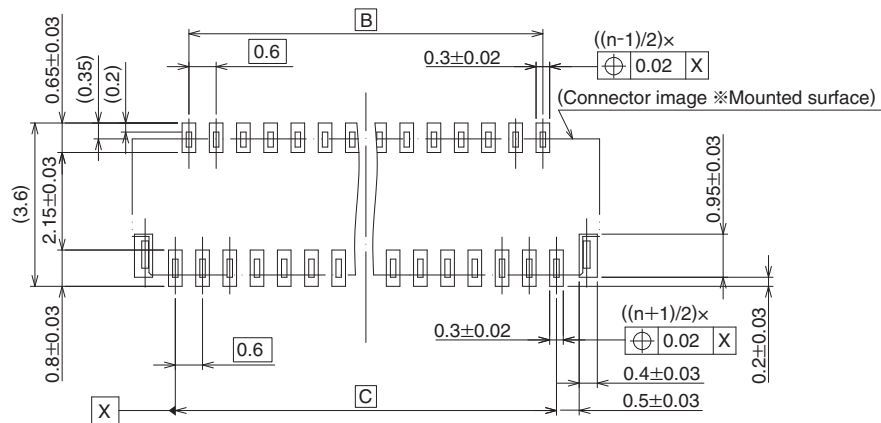 B
((n-1)/2)×
0.6
0.3±0.02
⌖ 0.02 X
0.65±0.03
(0.35)
(0.2)
(Connector image ※Mounted surface)
(3.6)
2.15±0.03
0.95±0.03
0.8±0.03
0.6
0.3±0.02
((n+1)/2)×
⌖ 0.02 X
0.2±0.03
0.4±0.03
X
C
0.5±0.03